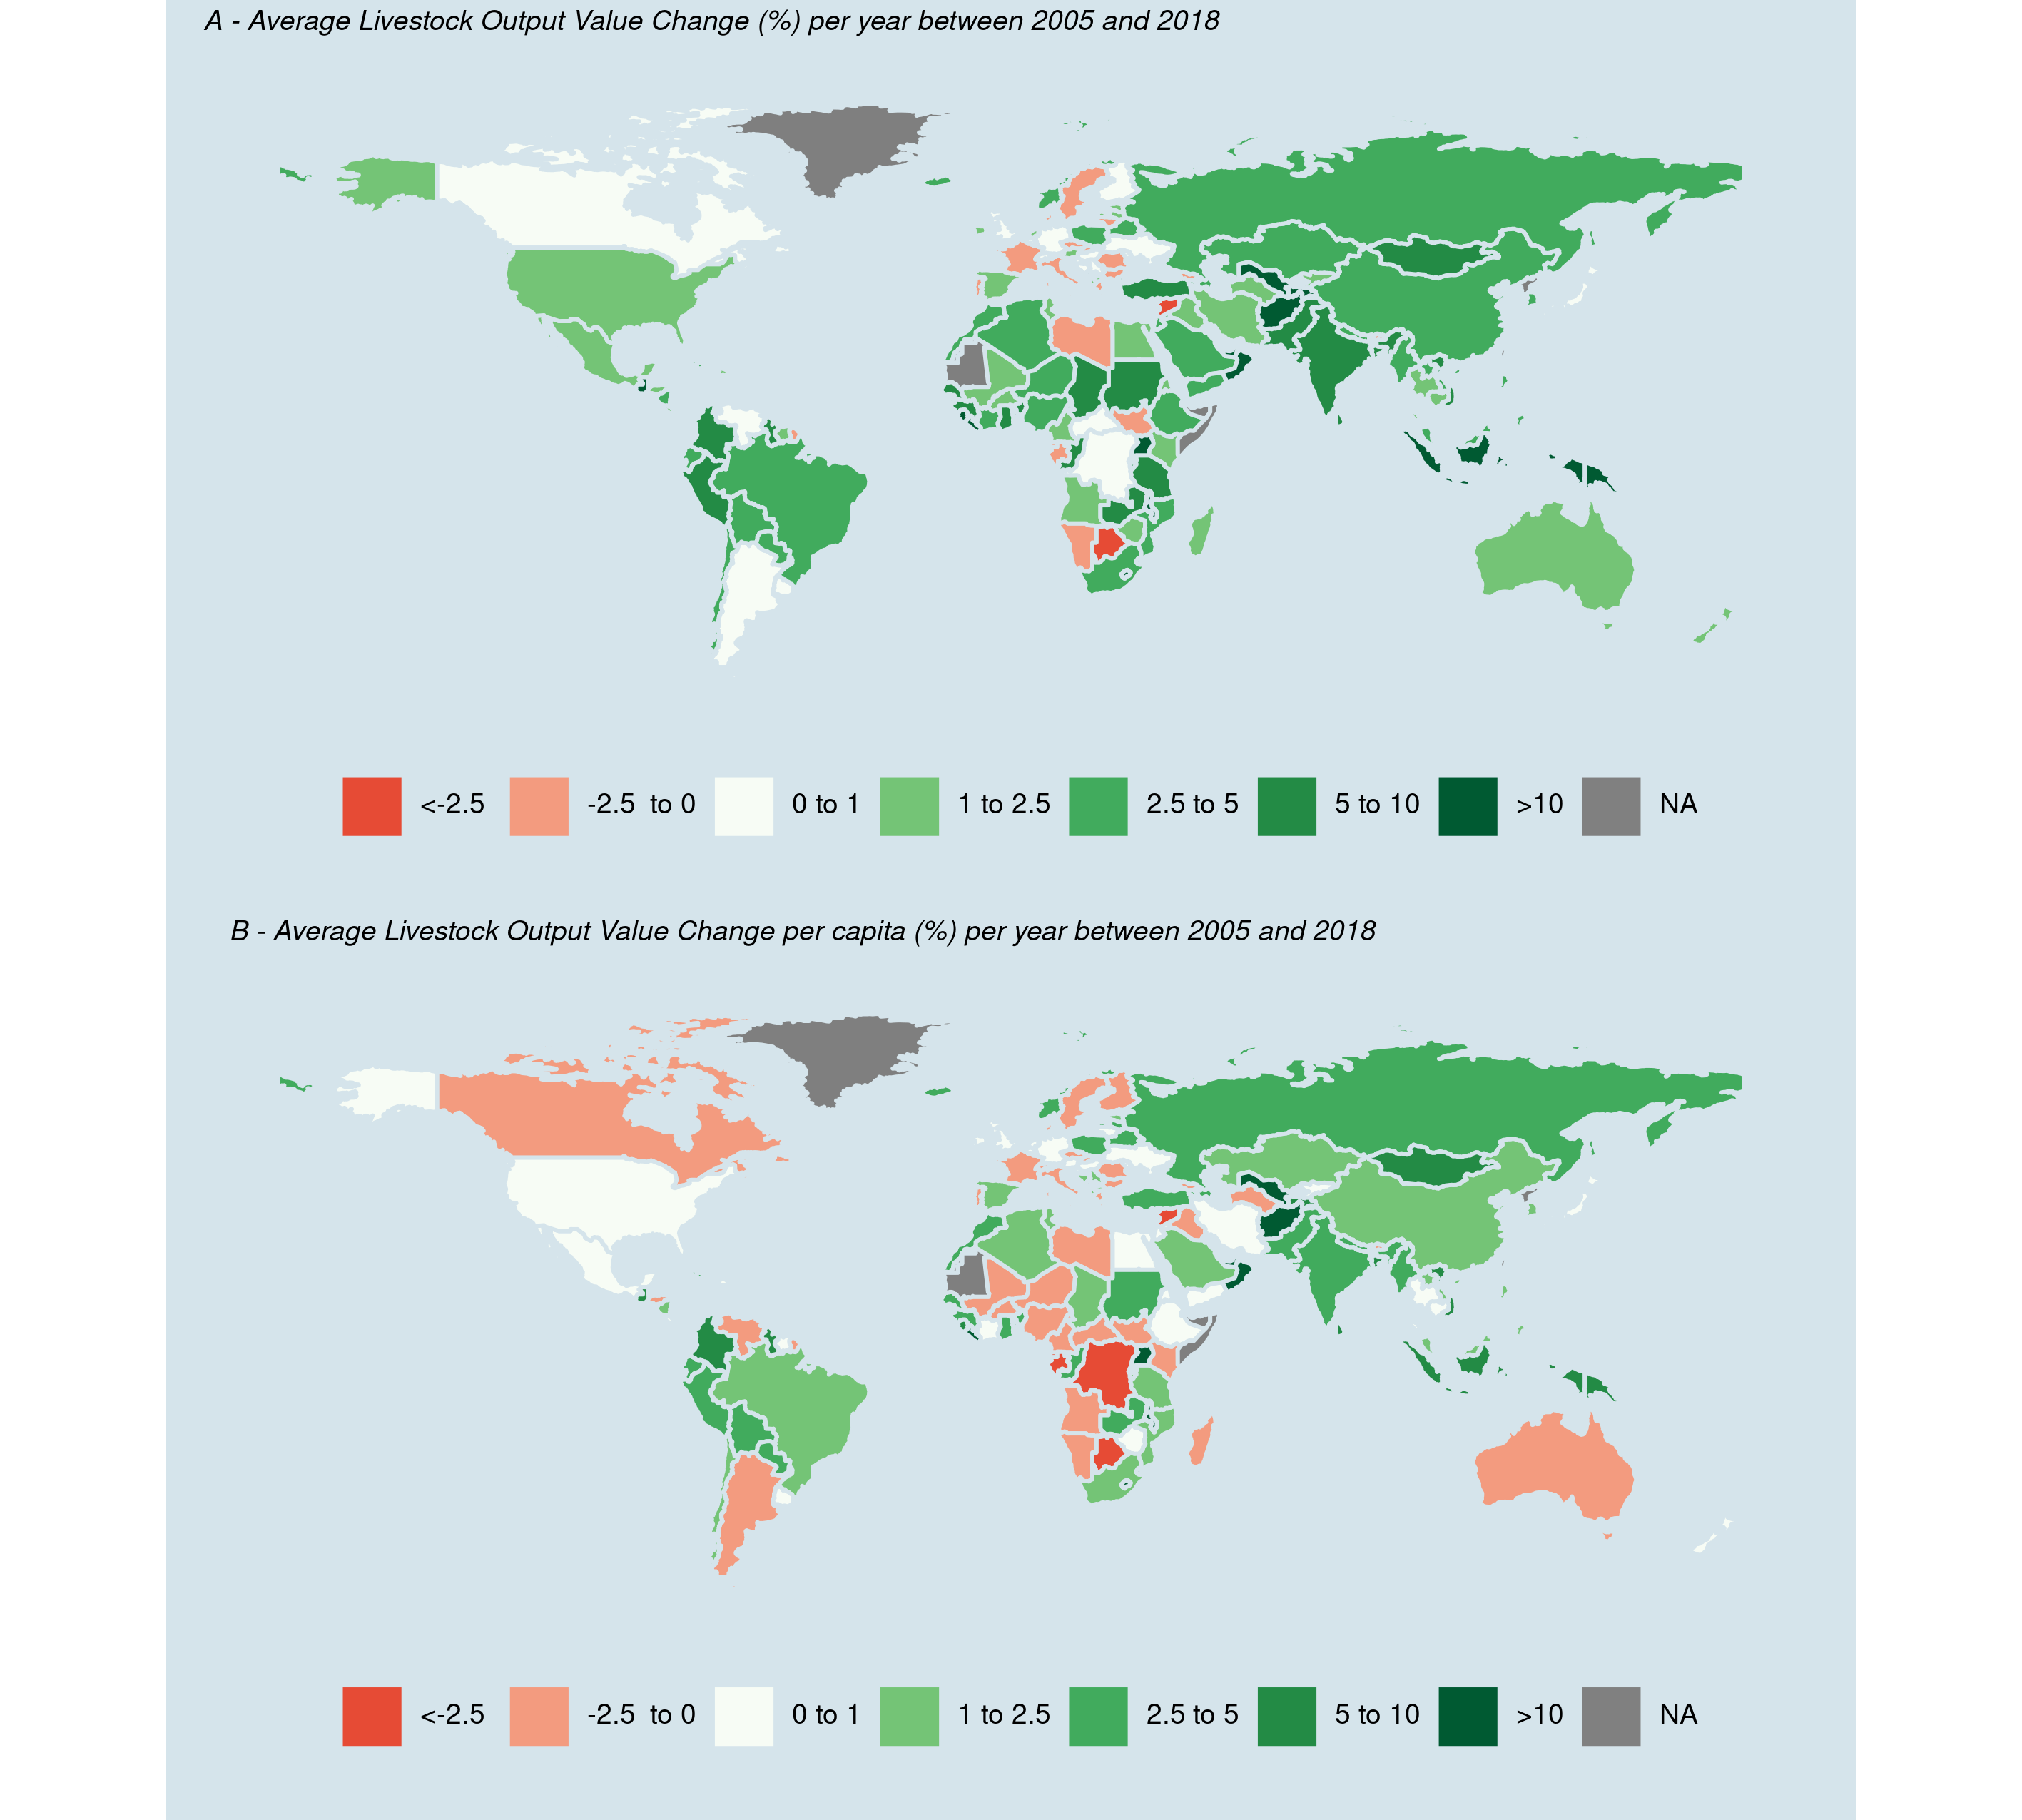 A - Average Livestock Output Value Change (%) per year between 2005 and 2018
<-2.5 -2.5 to 0 0 to 1 1 to 2.5 2.5 to 5 5 to 10 >10 NA
B - Average Livestock Output Value Change per capita (%) per year between 2005 and 2018
<-2.5 -2.5 to 0 0 to 1 1 to 2.5 2.5 to 5 5 to 10 >10 NA